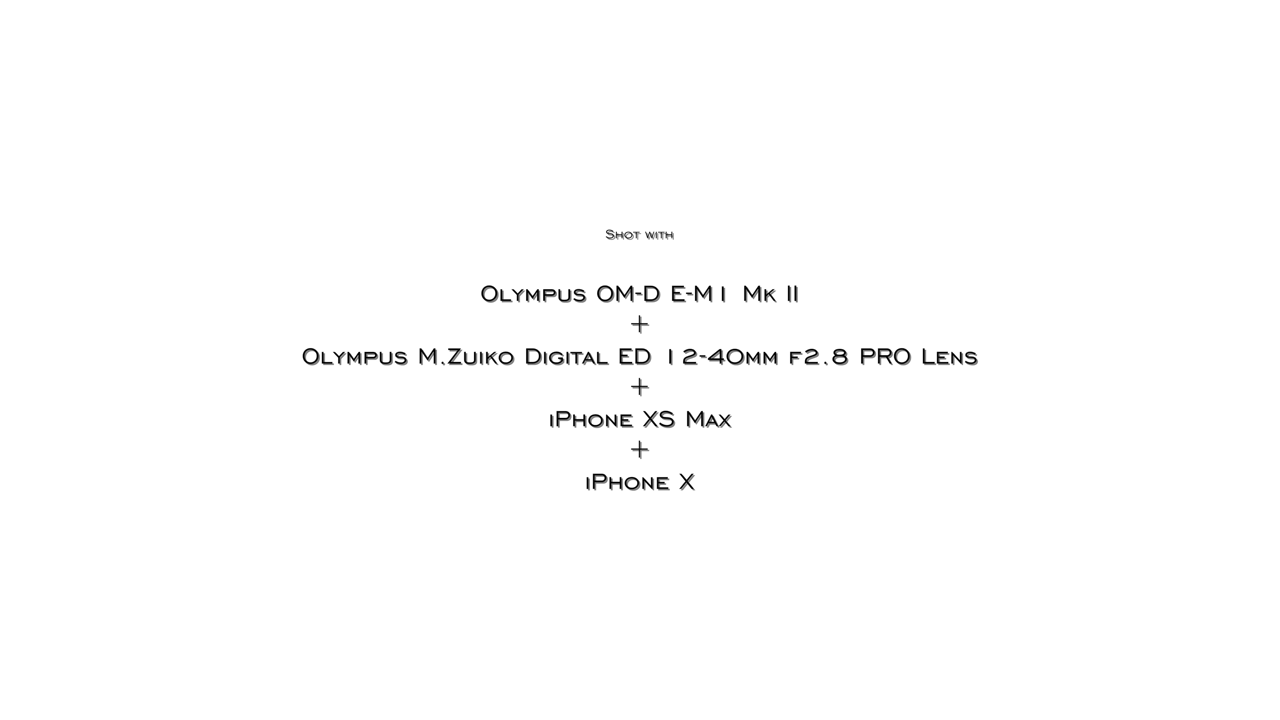 Shot with
Olympus OM-D E-M1 Mk II
+
Olympus M.Zuiko Digital ED 12-40mm f2.8 PRO Lens
+
iPhone XS Max
+
iPhone X